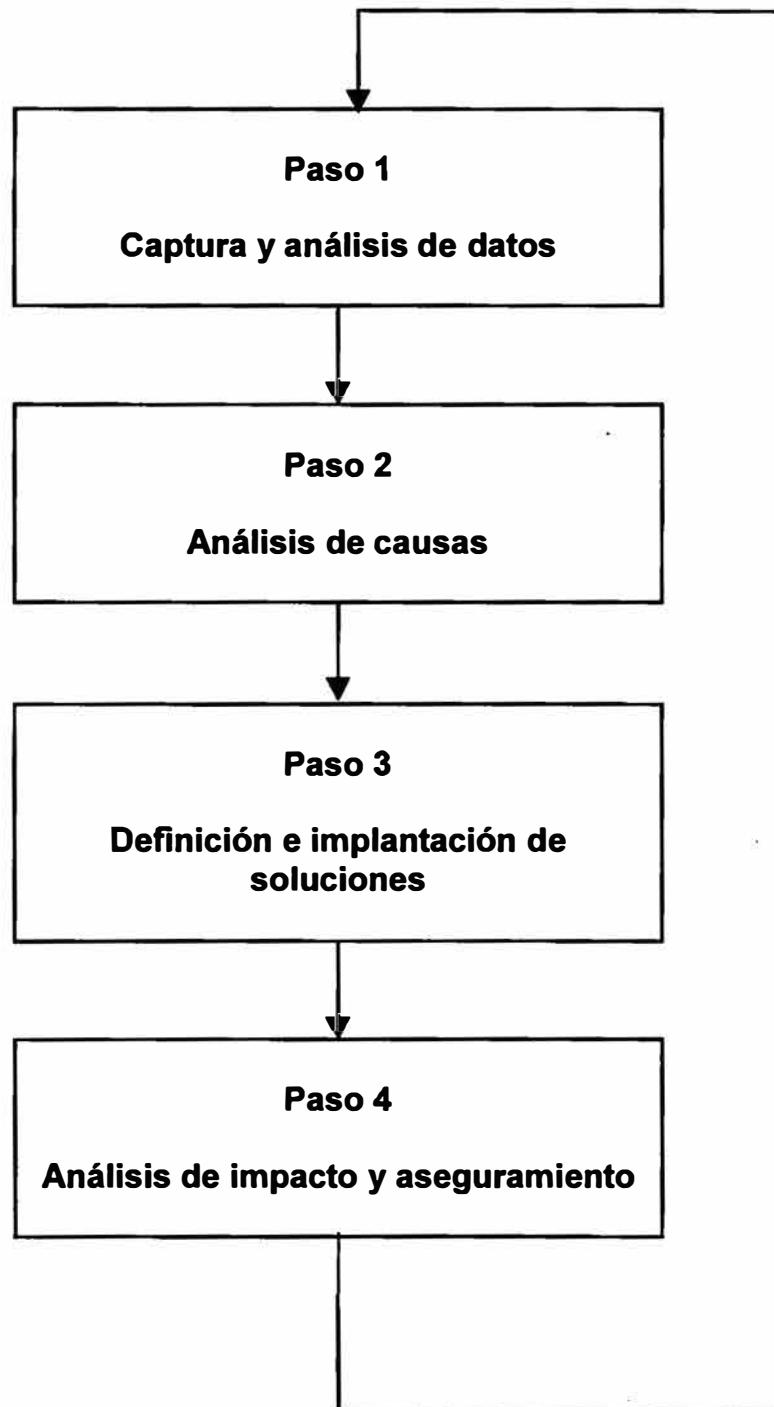 Paso 1
Captura y análisis de datos
Paso 2
Análisis de causas
Paso 3
Definición e implantación de
soluciones
Paso 4
Análisis de impacto y aseguramiento